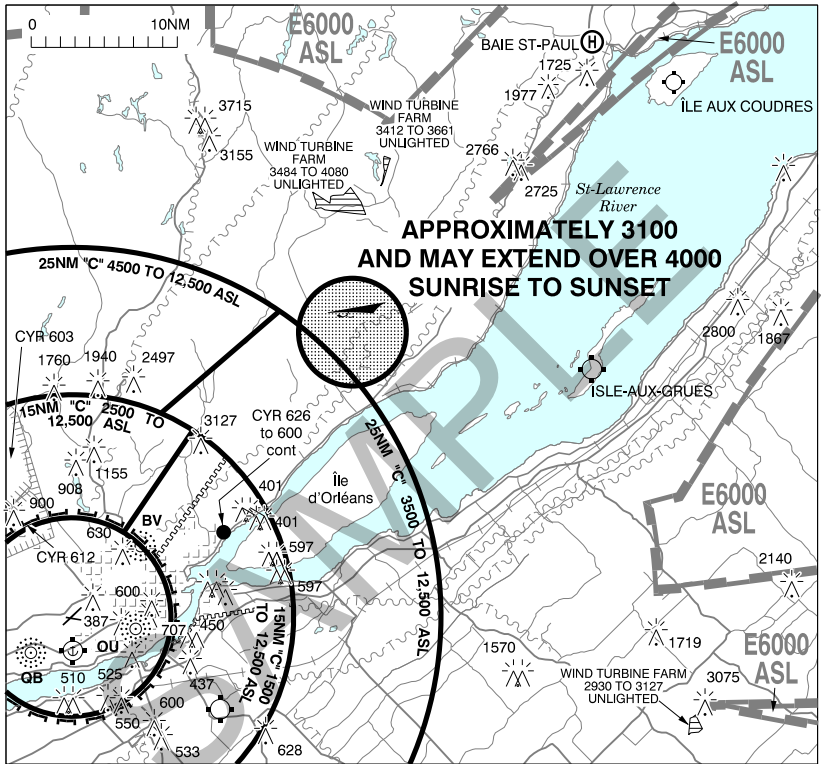 0 10NM
E6000
ASL
BAIE ST-PAUL H
1725
1977
E6000
ASL
ÎLE AUX COUDRES
3715
3155
WIND TURBINE
FARM
3412 TO 3661
UNLIGHTED
WIND TURBINE
FARM
3484 TO 4080
UNLIGHTED
2766
2725
St-Lawrence
River
APPROXIMATELY 3100
AND MAY EXTEND OVER 4000
SUNRISE TO SUNSET
25NM "C" 4500 TO 12,500 ASL
CYR 603
1760
1940
2497
2800
1867
ISLE-AUX-GRUES
15NM "C" 2500 TO
12,500 ASL
3127
CYR 626
to 600
cont
25NM "C" 3500 TO 12,500 ASL
1155
908
900
401
401
Île
d'Orléans
BV
630
CYR 612
597
597
E6000
ASL
2140
600
387
707
450
OU
QB
510
525
437
550
600
533
628
15NM "C" 1500
TO 12,500 ASL
1570
1719
WIND TURBINE FARM
2930 TO 3127
UNLIGHTED
3075
E6000
ASL
SAMPLE